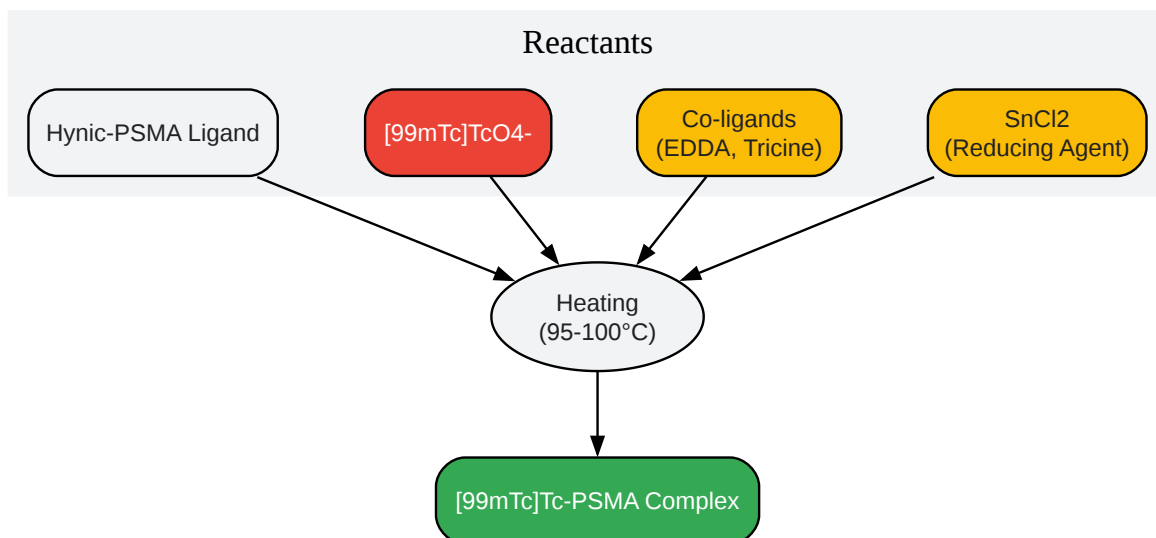 Reactants
Hynic-PSMA Ligand
[99mTc]TcO4-
Co-ligands
(EDDA, Tricine)
SnCl2
(Reducing Agent)
Heating
(95-100°C)
[99mTc]Tc-PSMA Complex